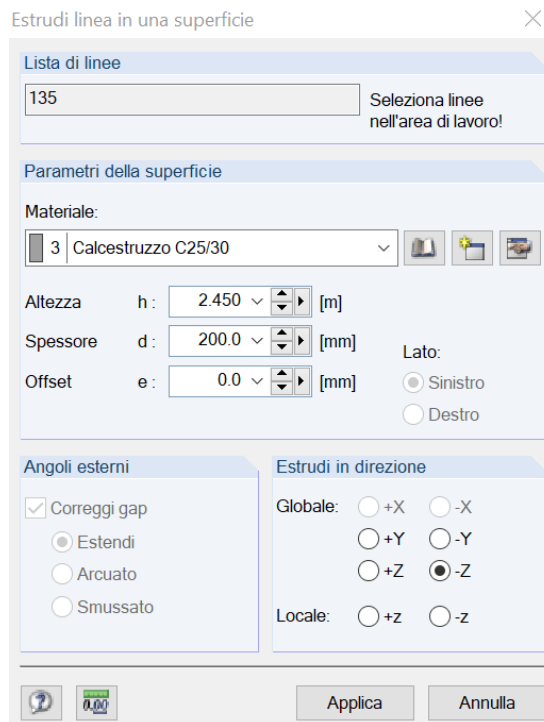 Estrudi linea in una superficie
Lista di linee
135
Seleziona linee
nell'area di lavoro!
Parametri della superficie
Materiale:
3 Calcestruzzo C25/30
Altezza h : 2.450 [m]
Spessore d : 200.0 [mm]
Offset e : 0.0 [mm]
Lato:
Sinistro
Destro
Angoli esterni
Correggi gap
Estendi
Arcuato
Smussato
Estrudi in direzione
Globale: +X -X
+Y -Y
+Z -Z
Locale: +z -z
0.00
Applica Annulla